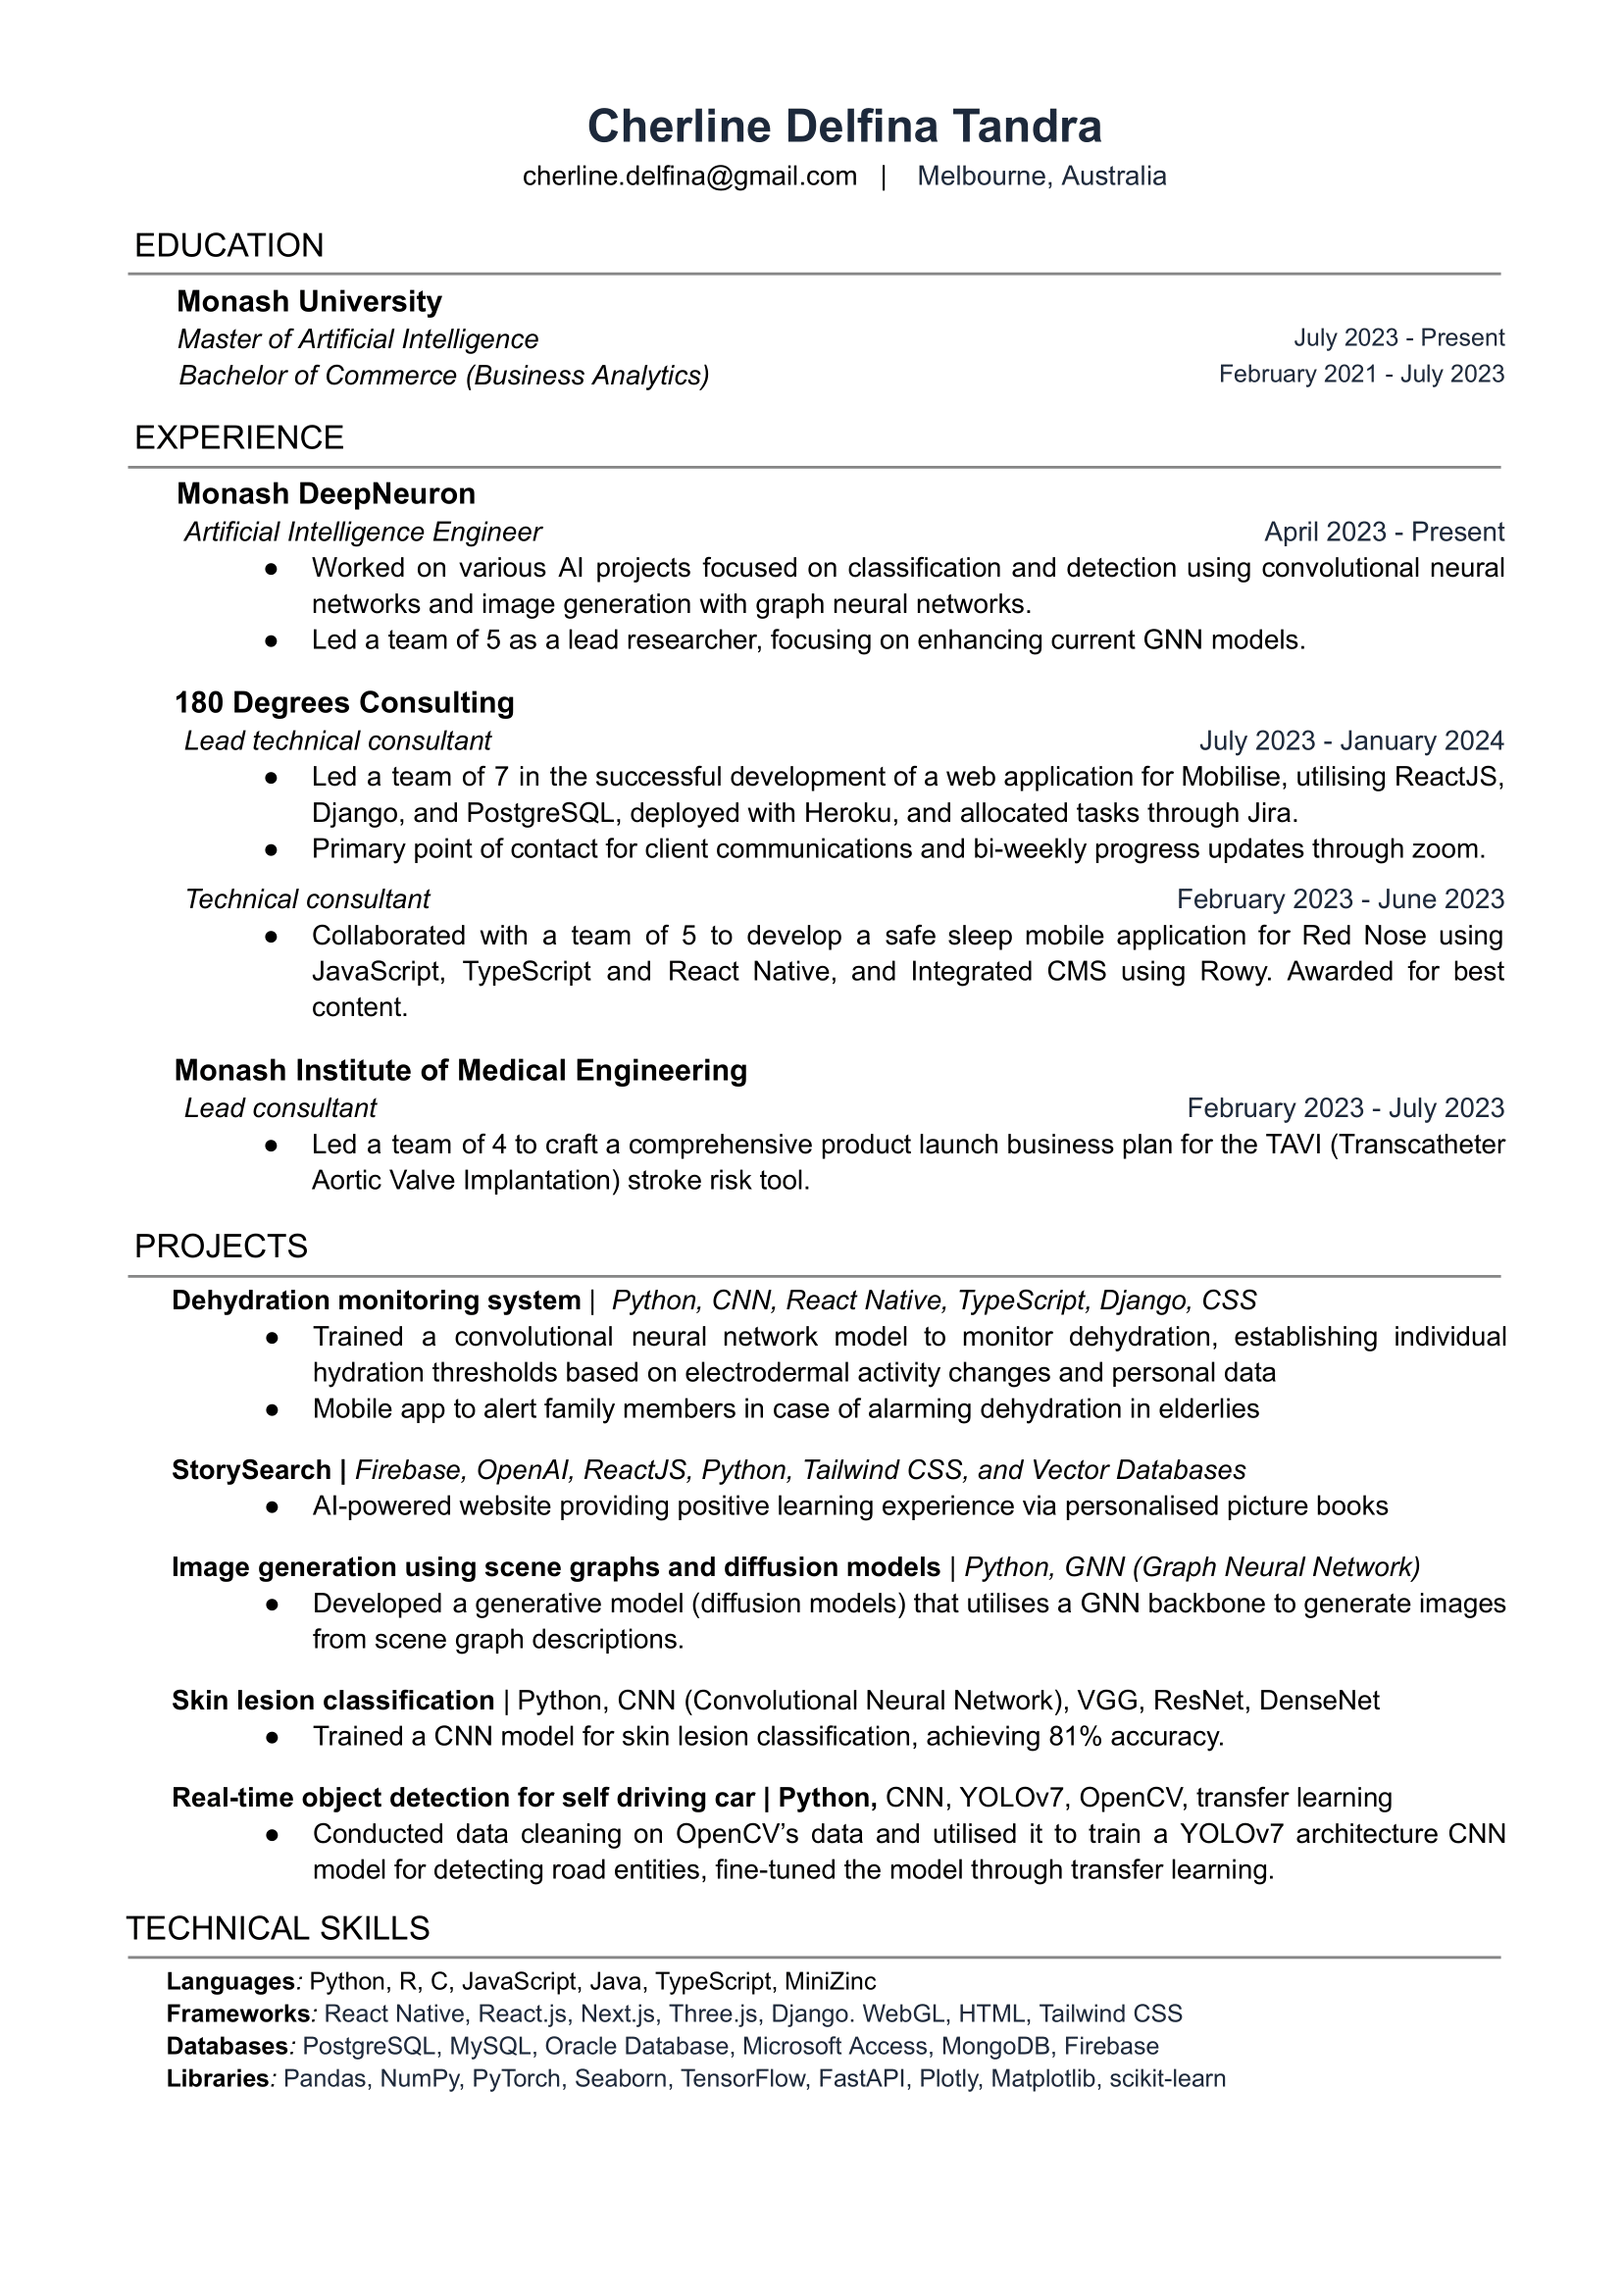 Cherline Delfina Tandra
cherline.delfina@gmail.com | Melbourne, Australia
EDUCATION
Monash University
Master of Artificial Intelligence July 2023 - Present
Bachelor of Commerce (Business Analytics) February 2021 - July 2023
EXPERIENCE
Monash DeepNeuron
Artificial Intelligence Engineer April 2023 - Present
● Worked on various AI projects focused on classification and detection using convolutional neural
networks and image generation with graph neural networks.
● Led a team of 5 as a lead researcher, focusing on enhancing current GNN models.
180 Degrees Consulting
Lead technical consultant July 2023 - January 2024
● Led a team of 7 in the successful development of a web application for Mobilise, utilising ReactJS,
Django, and PostgreSQL, deployed with Heroku, and allocated tasks through Jira.
● Primary point of contact for client communications and bi-weekly progress updates through zoom.
Technical consultant February 2023 - June 2023
● Collaborated with a team of 5 to develop a safe sleep mobile application for Red Nose using
JavaScript, TypeScript and React Native, and Integrated CMS using Rowy. Awarded for best
content.
Monash Institute of Medical Engineering
Lead consultant February 2023 - July 2023
● Led a team of 4 to craft a comprehensive product launch business plan for the TAVI (Transcatheter
Aortic Valve Implantation) stroke risk tool.
PROJECTS
Dehydration monitoring system | Python, CNN, React Native, TypeScript, Django, CSS
● Trained a convolutional neural network model to monitor dehydration, establishing individual
hydration thresholds based on electrodermal activity changes and personal data
● Mobile app to alert family members in case of alarming dehydration in elderlies
StorySearch | Firebase, OpenAI, ReactJS, Python, Tailwind CSS, and Vector Databases
● AI-powered website providing positive learning experience via personalised picture books
Image generation using scene graphs and diffusion models | Python, GNN (Graph Neural Network)
● Developed a generative model (diffusion models) that utilises a GNN backbone to generate images
from scene graph descriptions.
Skin lesion classification | Python, CNN (Convolutional Neural Network), VGG, ResNet, DenseNet
● Trained a CNN model for skin lesion classification, achieving 81% accuracy.
Real-time object detection for self driving car | Python, CNN, YOLOv7, OpenCV, transfer learning
● Conducted data cleaning on OpenCV’s data and utilised it to train a YOLOv7 architecture CNN
model for detecting road entities, fine-tuned the model through transfer learning.
TECHNICAL SKILLS
Languages: Python, R, C, JavaScript, Java, TypeScript, MiniZinc
Frameworks: React Native, React.js, Next.js, Three.js, Django. WebGL, HTML, Tailwind CSS
Databases: PostgreSQL, MySQL, Oracle Database, Microsoft Access, MongoDB, Firebase
Libraries: Pandas, NumPy, PyTorch, Seaborn, TensorFlow, FastAPI, Plotly, Matplotlib, scikit-learn